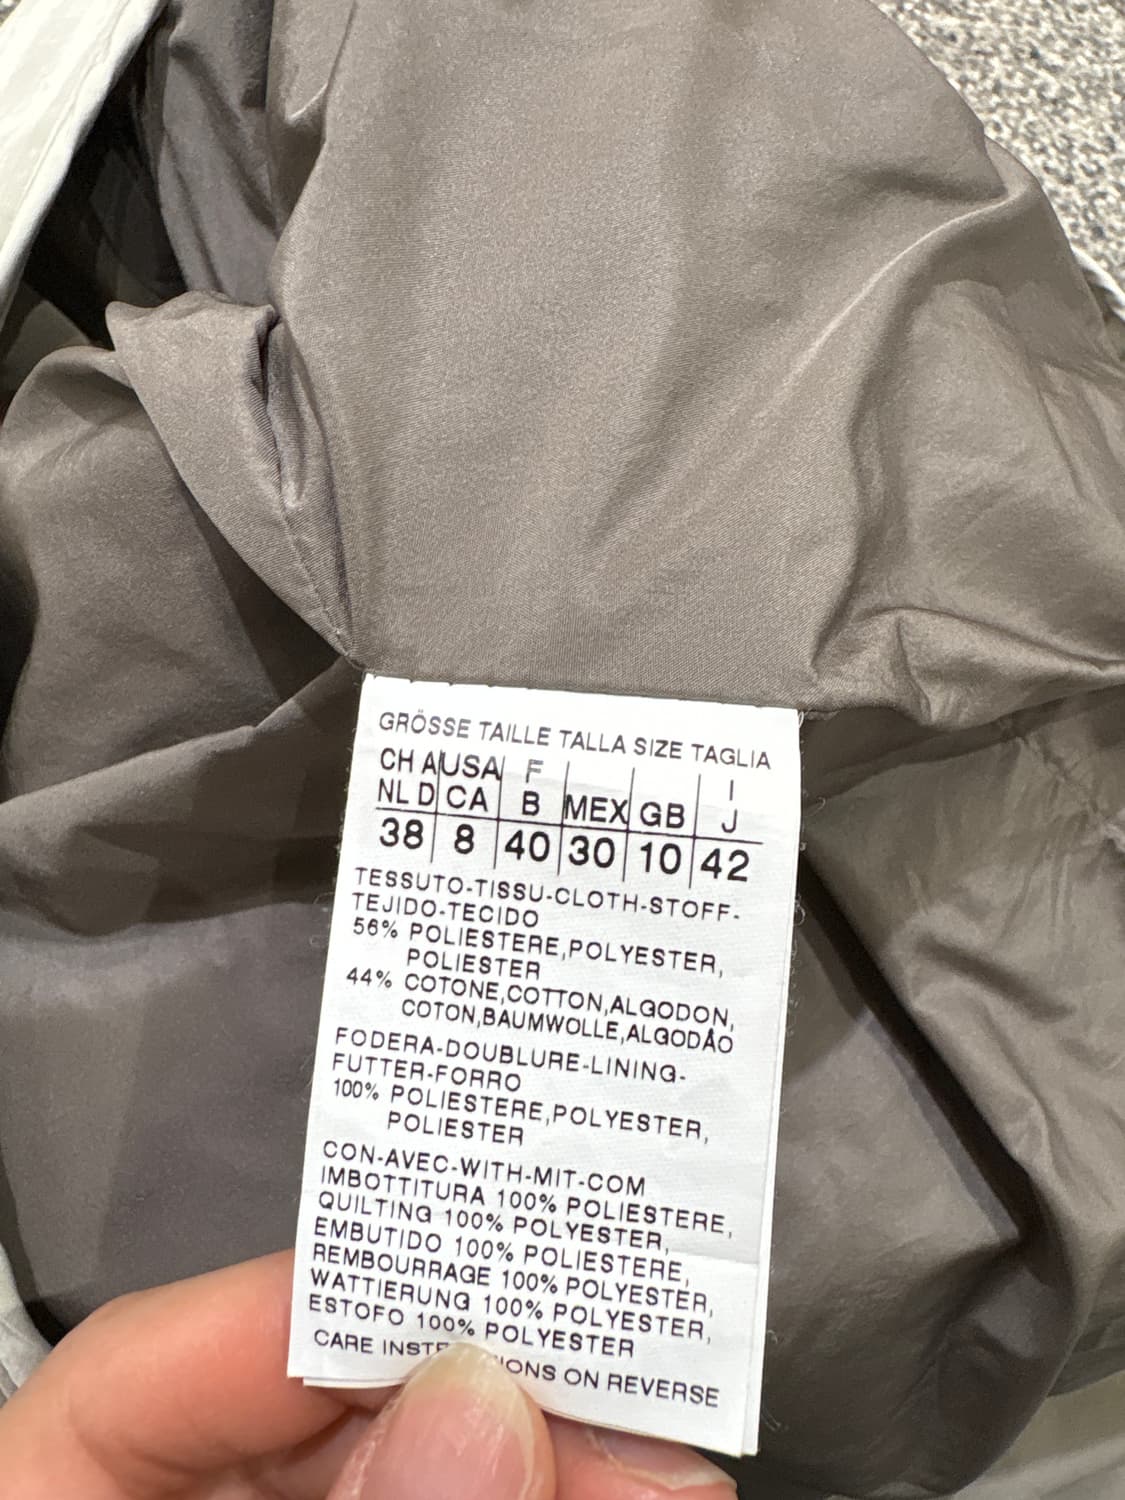 GRÖSSE TAILLE TALLA SIZE TAGLIA
CH A USA F I
NL D CA B MEX GB J
38 8 40 30 10 42
TESSUTO-TISSU-CLOTH-STOFF-
TEJIDO-TECIDO
56% POLIESTERE,POLYESTER,
POLIESTER
44% COTONE,COTTON,ALGODON,
COTON,BAUMWOLLE,ALGODÃO
FODERA-DOUBLURE-LINING-
FUTTER-FORRO
100% POLIESTERE,POLYESTER,
POLIESTER
CON-AVEC-WITH-MIT-COM
IMBOTTITURA 100% POLIESTERE,
QUILTING 100% POLYESTER,
EMBUTIDO 100% POLIESTERE,
REMBOURRAGE 100% POLYESTER,
WATTIERUNG 100% POLYESTER,
ESTOFO 100% POLYESTER
CARE ON REVERSE